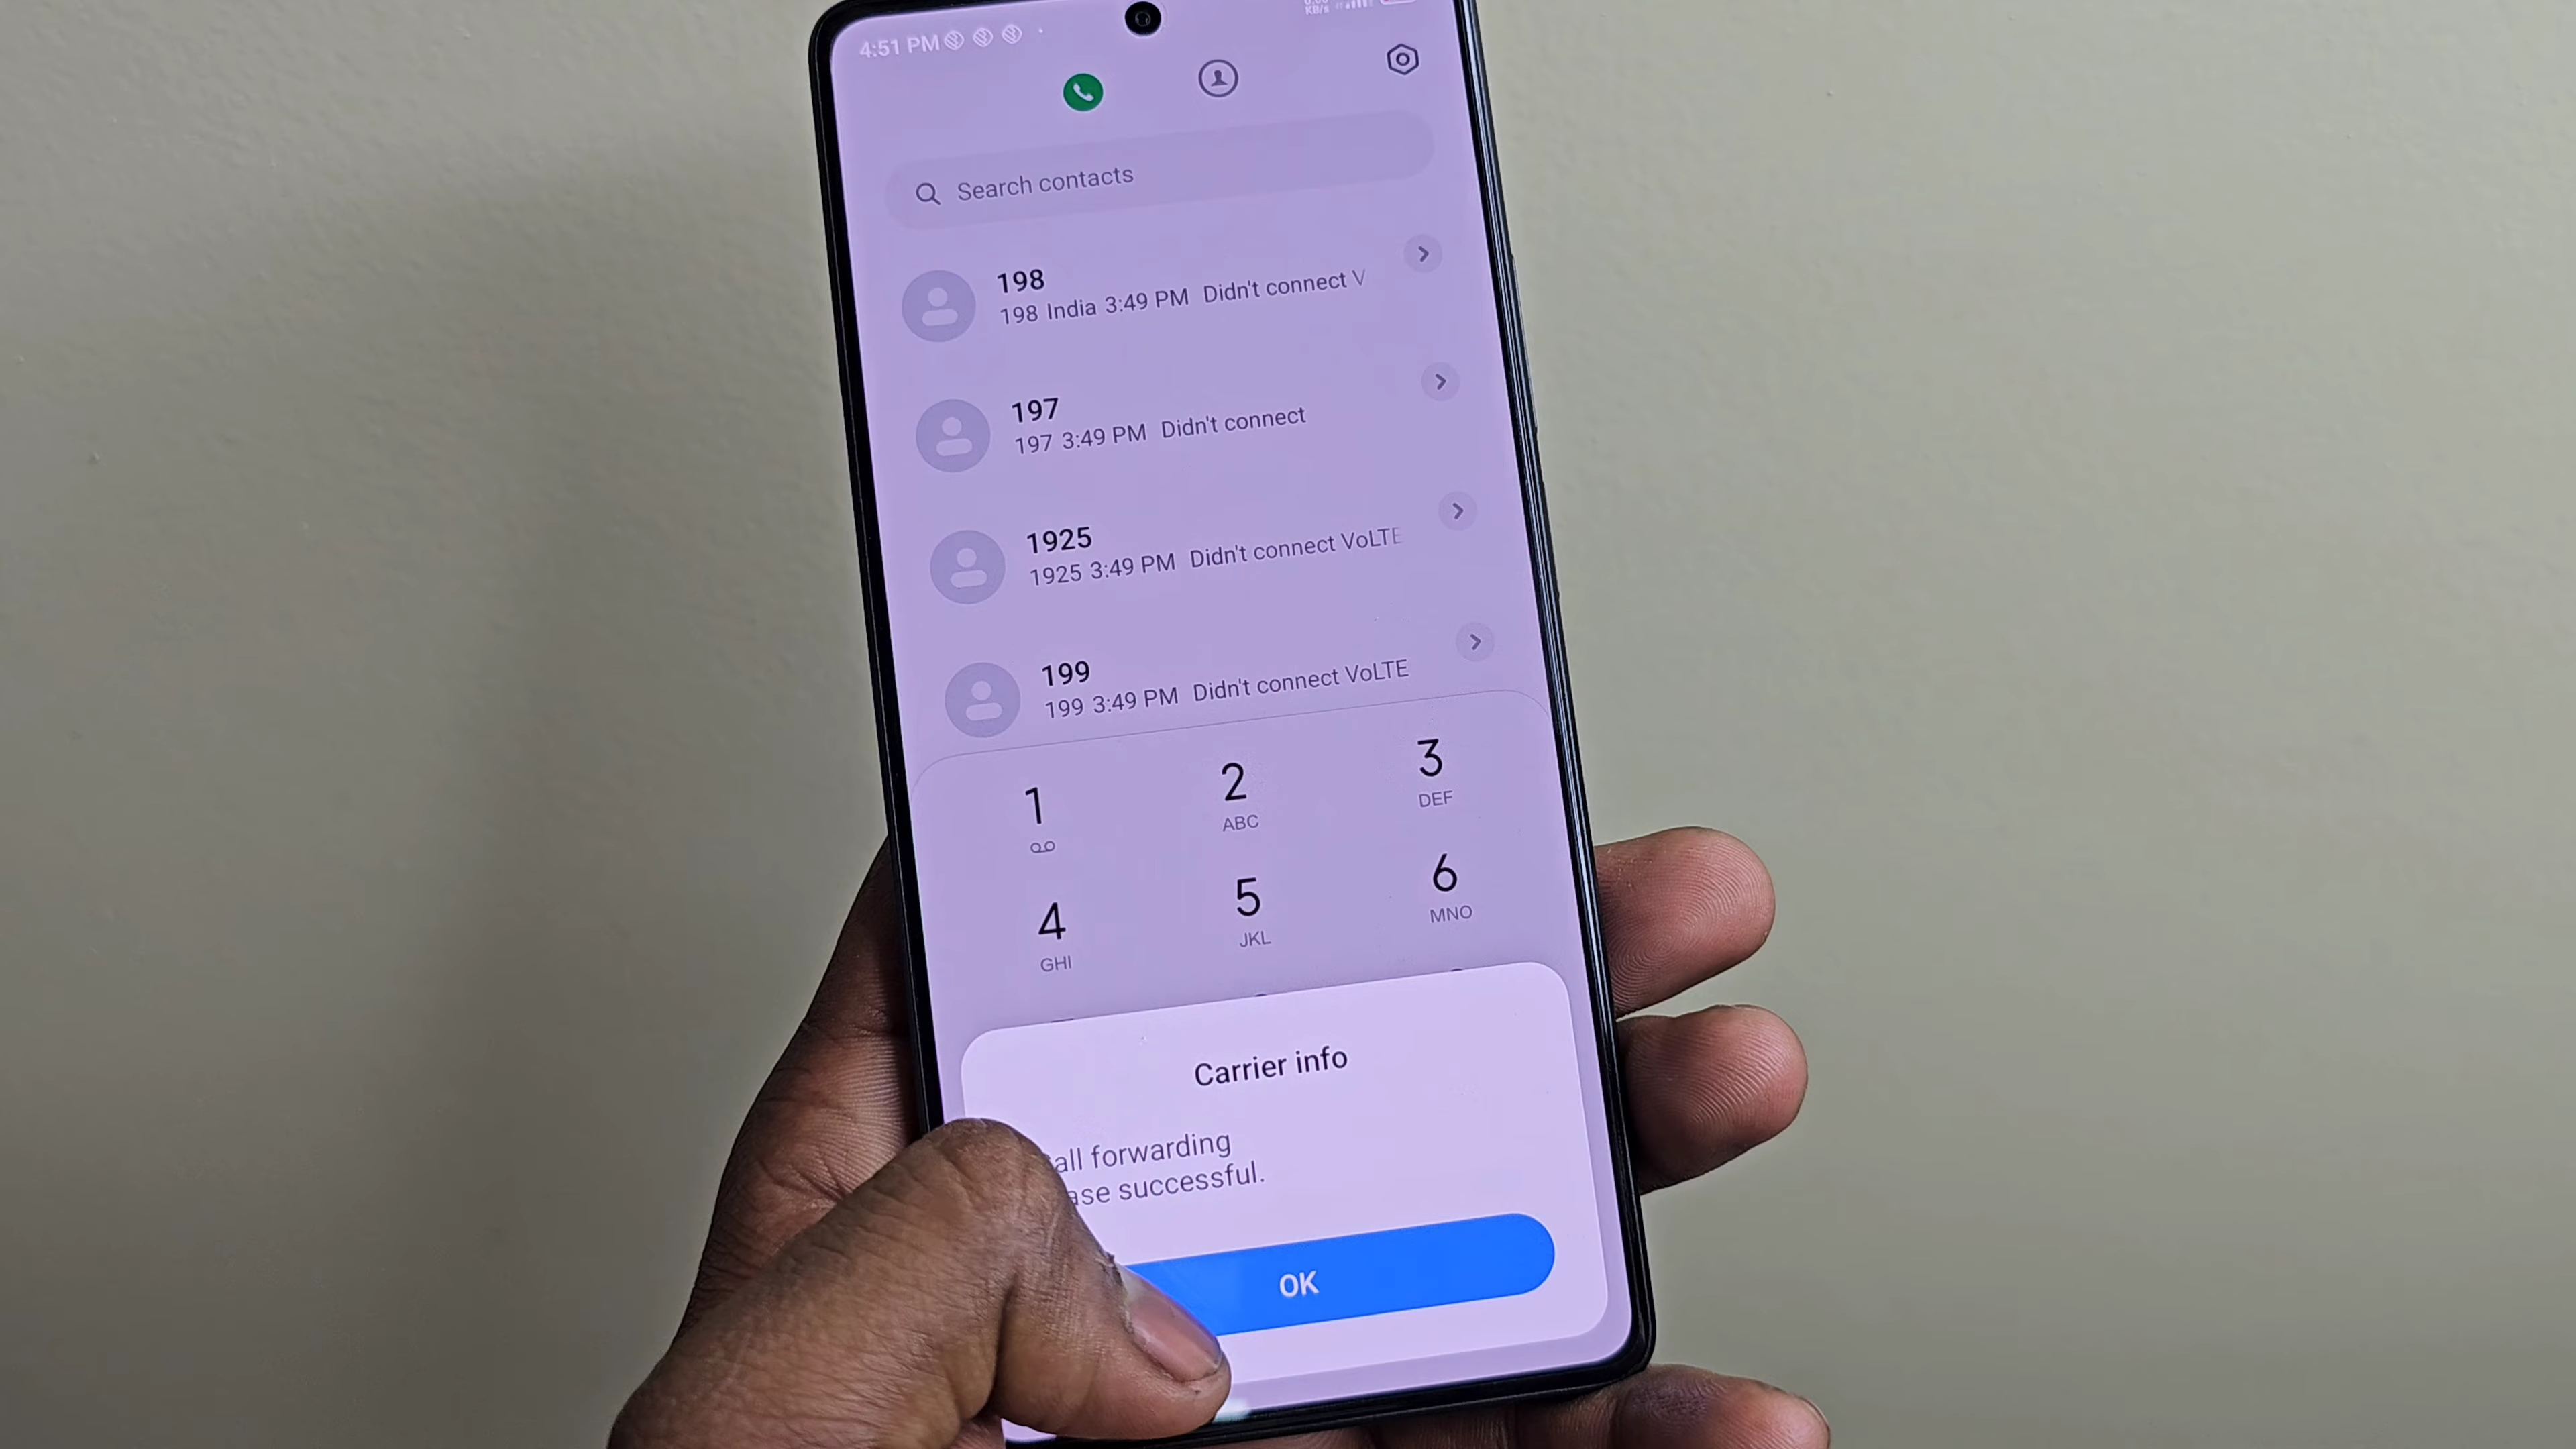 4:51 PM
KB/s
Search contacts
198
198 India 3:49 PM Didn't connect V
197
197 3:49 PM Didn't connect
1925
1925 3:49 PM Didn't connect VoLTE
199
199 3:49 PM Didn't connect VoLTE
1 2 3
ABC DEF
4 5 6
GHI JKL MNO
Carrier info
all forwarding
ase successful.
OK